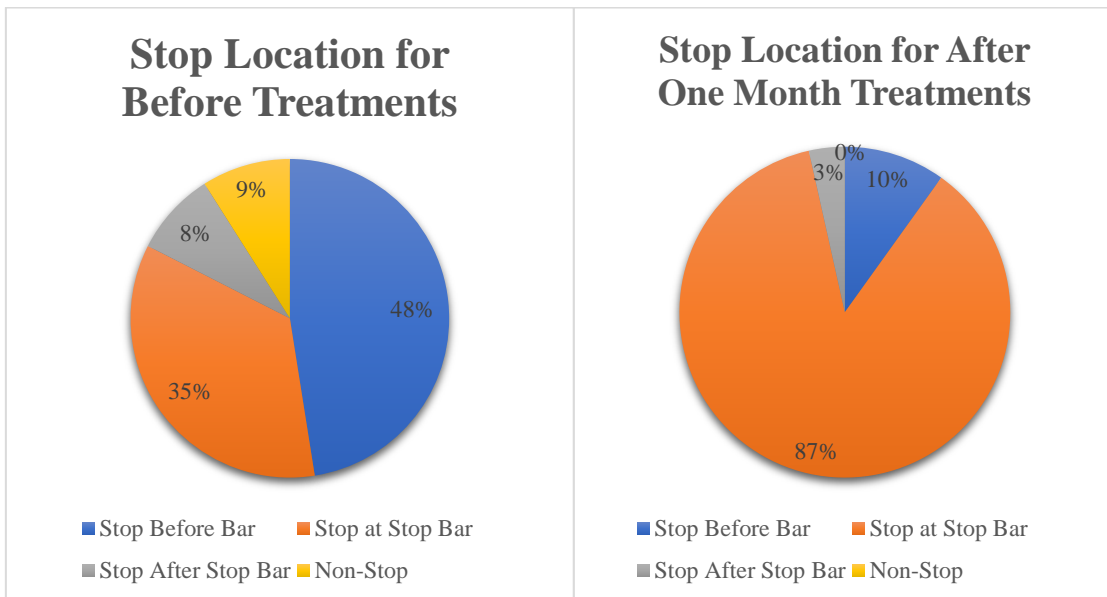 Stop Location for
Before Treatments
9%
8%
48%
35%
Stop Before Bar
Stop at Stop Bar
Stop After Stop Bar
Non-Stop
Stop Location for After
One Month Treatments
0%
3%
10%
87%
Stop Before Bar
Stop at Stop Bar
Stop After Stop Bar
Non-Stop